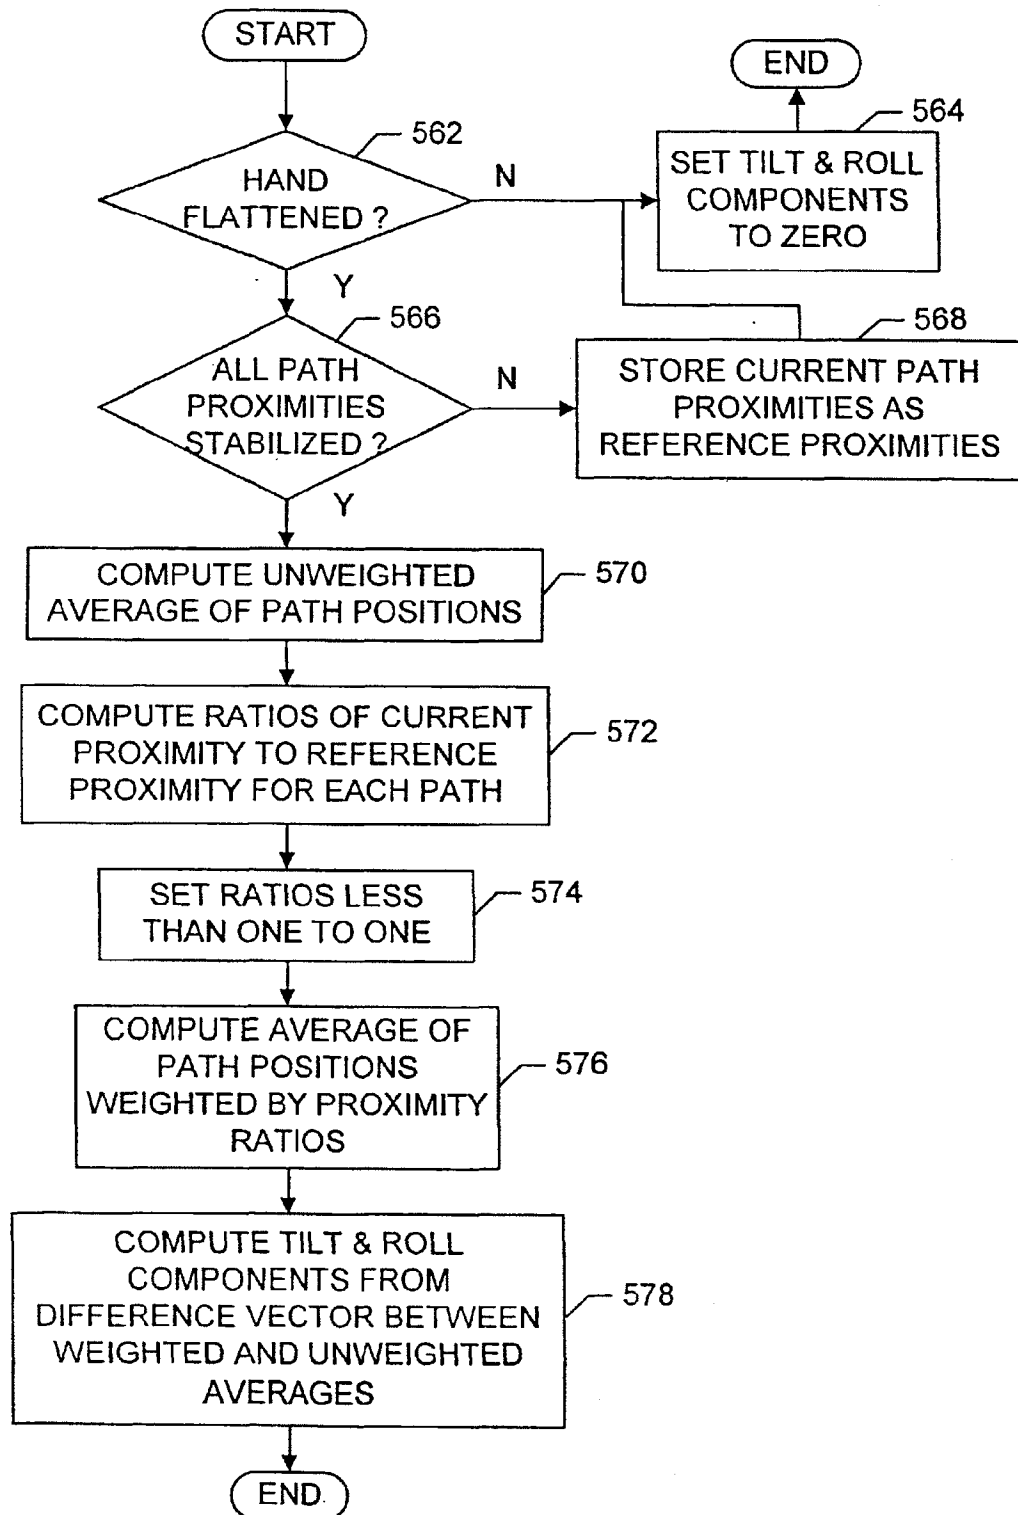 START
END
562
564
HAND
FLATTENED ?
N
SET TILT & ROLL
COMPONENTS
TO ZERO
Y
566
568
ALL PATH
PROXIMITIES
STABILIZED ?
N
STORE CURRENT PATH
PROXIMITIES AS
REFERENCE PROXIMITIES
Y
COMPUTE UNWEIGHTED
AVERAGE OF PATH POSITIONS
570
COMPUTE RATIOS OF CURRENT
PROXIMITY TO REFERENCE
PROXIMITY FOR EACH PATH
572
SET RATIOS LESS
THAN ONE TO ONE
574
COMPUTE AVERAGE OF
PATH POSITIONS
WEIGHTED BY PROXIMITY
RATIOS
576
COMPUTE TILT & ROLL
COMPONENTS FROM
DIFFERENCE VECTOR BETWEEN
WEIGHTED AND UNWEIGHTED
AVERAGES
578
END